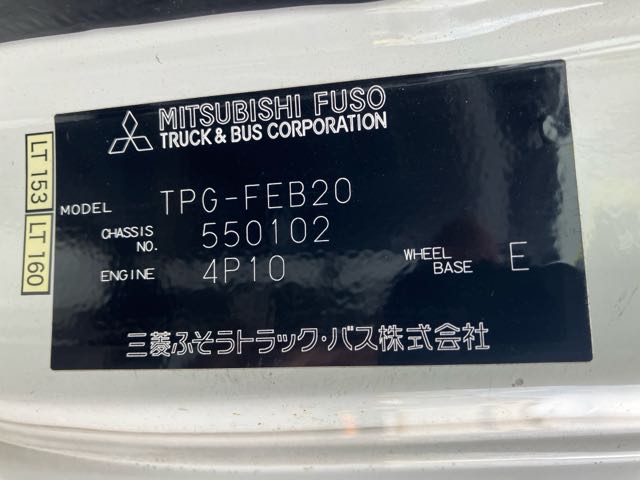 MITSUBISHI FUSO
TRUCK & BUS CORPORATION
LT 153
LT 160
MODEL TPG-FEB20
CHASSIS NO. 550102
ENGINE 4P10
WHEEL BASE E
三菱ふそうトラック・バス株式会社